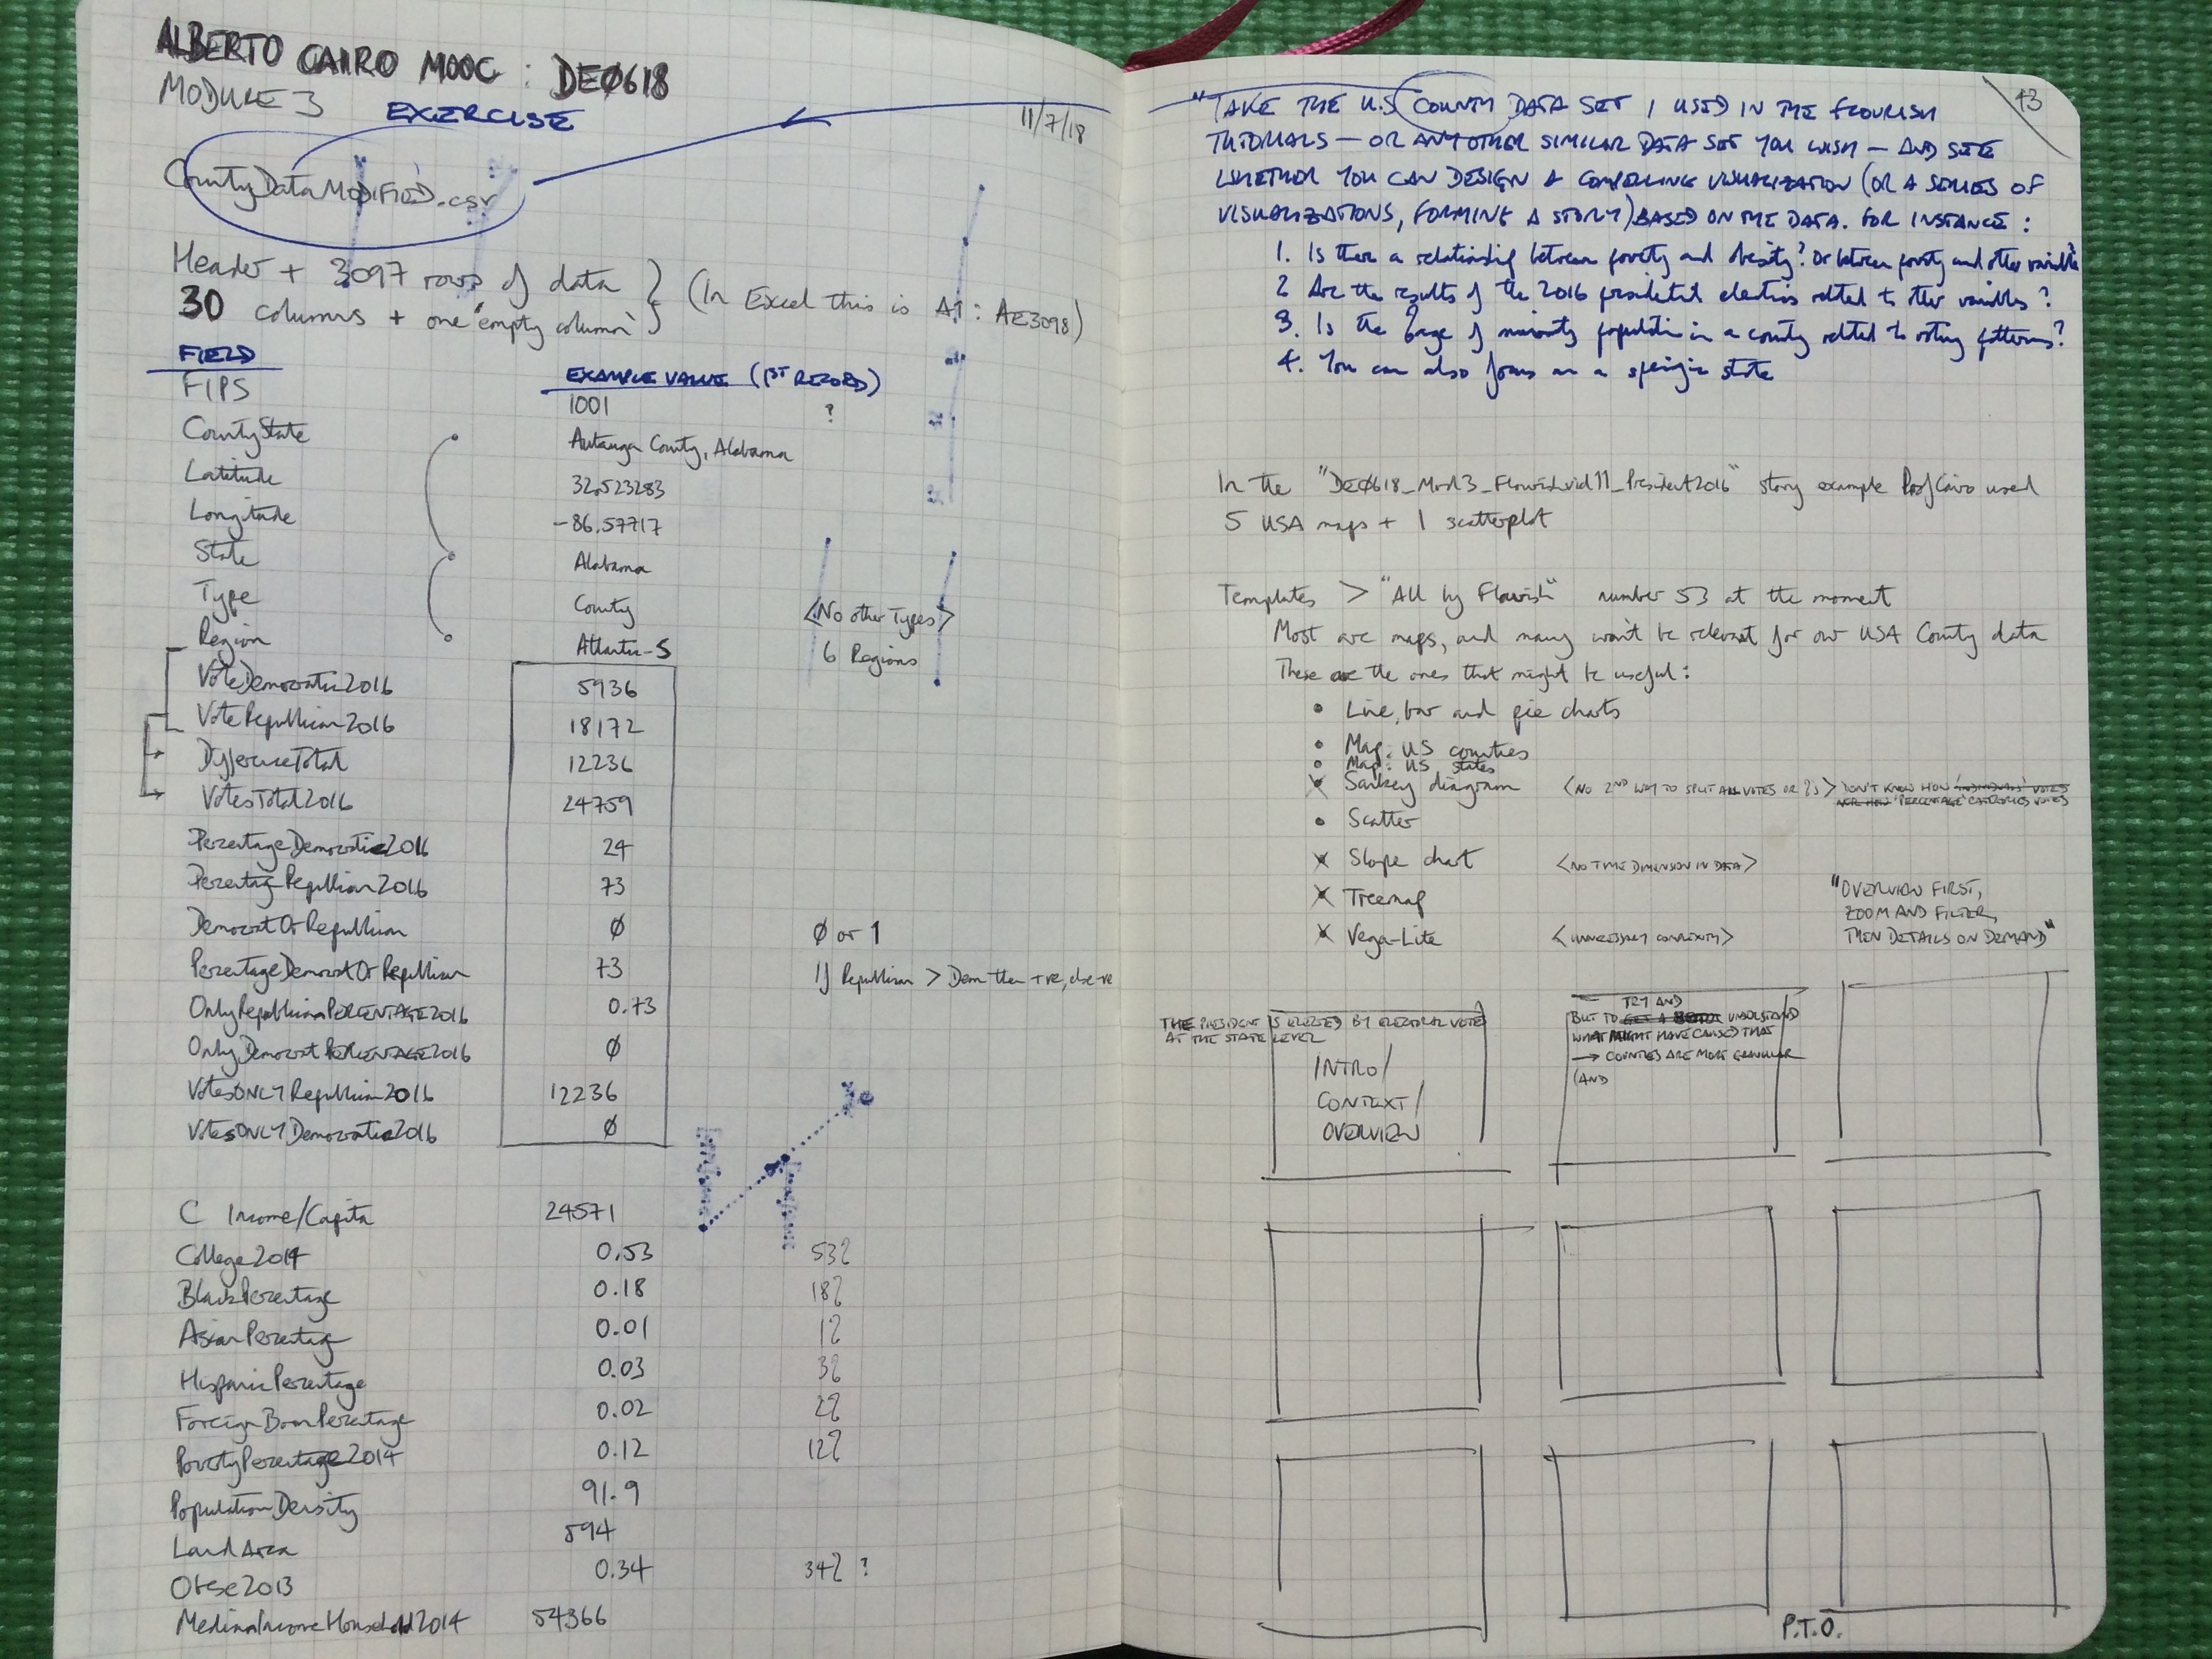 ALBERTO CAIRO MOOC : DEØ618
MODULE 3 EXERCISE
11/7/18
CountyDataMODIFIED.csv
Header + 3097 rows of data
30 columns + one "empty column"
(In Excel this is A1 : AE3098)
FIELD EXAMPLE VALUE (1ST RECORD)
FIPS 1001 ?
CountyState Autauga County, Alabama
Latitude 32.523283
Longitude -86.57717
State Alabama
Type County <No other Types>
Region Atlantic-S 6 Regions
VoteDemocratic2016 5936
VoteRepublican2016 18172
DifferenceTotal 12236
VotesTotal2016 24759
PercentageDemocratic2016 24
PercentageRepublican2016 73
DemocratOrRepublican Ø Ø or 1
PercentageDemocratOrRepublican 73 If Republican > Dem then +ve, else -ve
OnlyRepublicanPERCENTAGE2016 0.73
OnlyDemocratPERCENTAGE2016 Ø
VotesONLYRepublican2016 12236
VotesONLYDemocratic2016 Ø
C Income/Capita 24571
College2014 0.53 53%
BlackPercentage 0.18 18%
AsianPercentage 0.01 1%
HispanicPercentage 0.03 3%
ForeignBornPercentage 0.02 2%
PovertyPercentage2014 0.12 12%
PopulationDensity 91.9
LandArea 594
Obese2013 0.34 34% ?
MedianIncomeHousehold2014 54366
43
"TAKE THE U.S COUNTY DATA SET I USED IN THE FLOURISH
TUTORIALS — OR ANY OTHER SIMILAR DATA SET YOU WISH — AND SEE
WHETHER YOU CAN DESIGN A COMPELLING VISUALIZATION (OR A SERIES OF
VISUALIZATIONS, FORMING A STORY) BASED ON THE DATA. FOR INSTANCE :
1. Is there a relationship between poverty and obesity? Or between poverty and other variables
2 Are the results of the 2016 presidential elections related to other variables ?
3. Is the %age of minority population in a county related to voting patterns?
4. You can also focus on a specific state
In the "DEØ618_Mod3_Flourishvid11_President2016" story example Prof Cairo used
5 USA maps + 1 scatterplot
Templates > "All by Flourish" number 53 at the moment
Most are maps, and many won't be relevant for our USA County data
These are the ones that might be useful :
• Line, bar and pie charts
• Map: US counties
• Map: US states
x Sankey diagram <NO 2ND WAY TO SPLIT ALL VOTES OR %s> DON'T KNOW HOW 'INDIVIDUAL' VOTES
NOR HOW 'PERCENTAGE' CATEGORIES VOTES
• Scatter
x Slope chart <NO TIME DIMENSION IN DATA>
x Treemap
x Vega-Lite <UNNECESSARY COMPLEXITY>
"OVERVIEW FIRST,
ZOOM AND FILTER,
THEN DETAILS ON DEMAND"
THE PRESIDENT IS ELECTED BY ELECTORAL VOTES
AT THE STATE LEVEL
INTRO/
CONTEXT/
OVERVIEW
TRY AND
BUT TO GET A BETTER UNDERSTAND
WHAT MIGHT HAVE CAUSED THAT
→ COUNTIES ARE MORE GRANULAR
(AND
P.T.O.